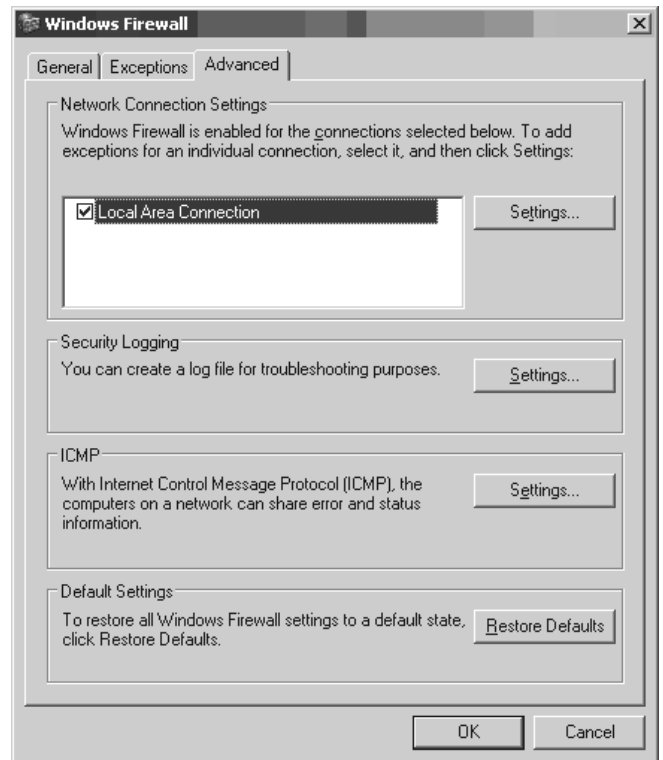 Windows Firewall
General Exceptions Advanced
Network Connection Settings
Windows Firewall is enabled for the connections selected below. To add
exceptions for an individual connection, select it, and then click Settings:
Local Area Connection
Settings...
Security Logging
You can create a log file for troubleshooting purposes.
Settings...
ICMP
With Internet Control Message Protocol (ICMP), the
computers on a network can share error and status
information.
Settings...
Default Settings
To restore all Windows Firewall settings to a default state,
click Restore Defaults.
Restore Defaults
OK Cancel